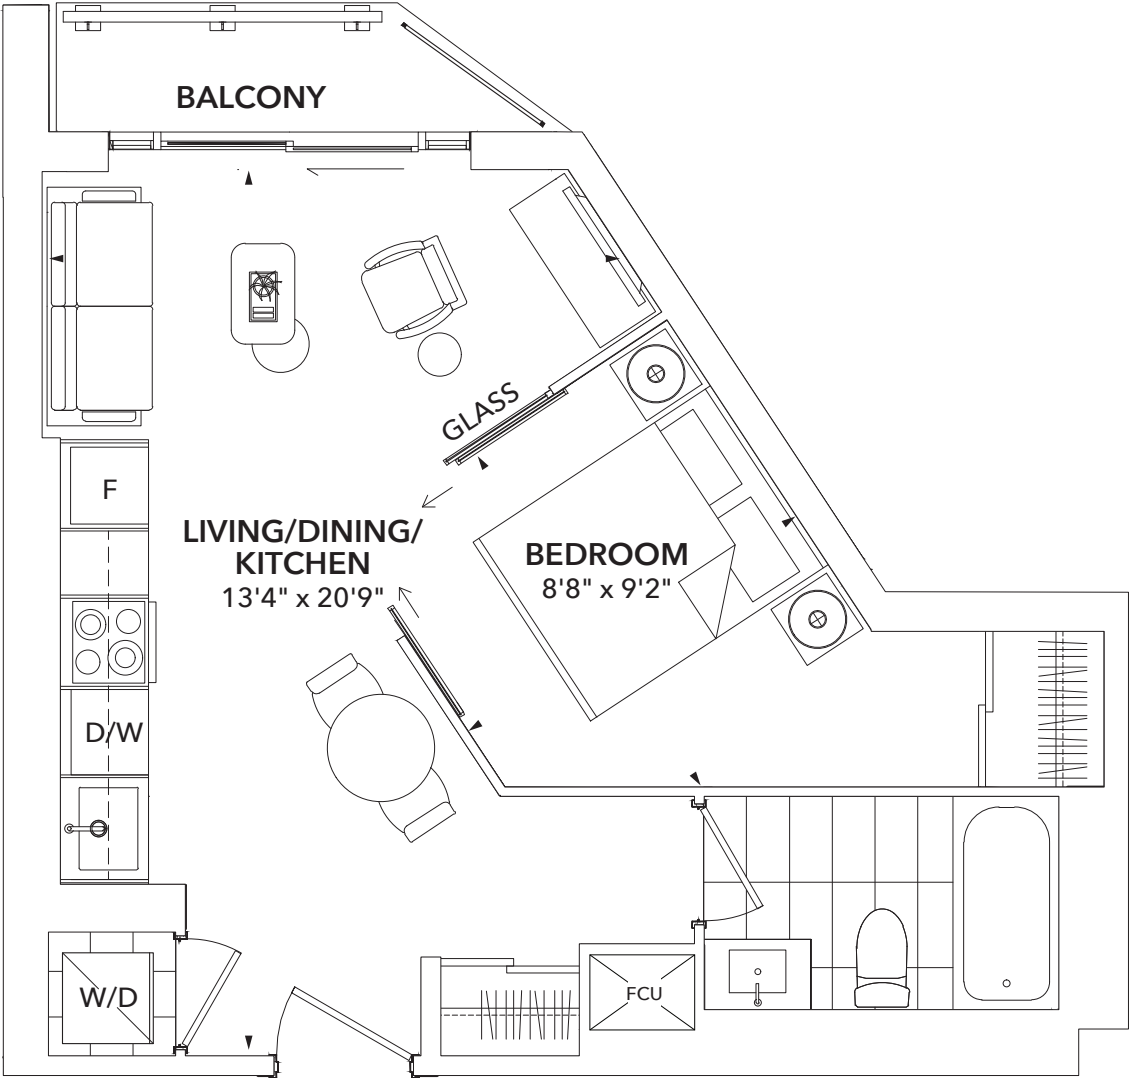 BALCONY
GLASS
F
LIVING/DINING/
KITCHEN
13'4" x 20'9"
BEDROOM
8'8" x 9'2"
D/W
W/D
FCU